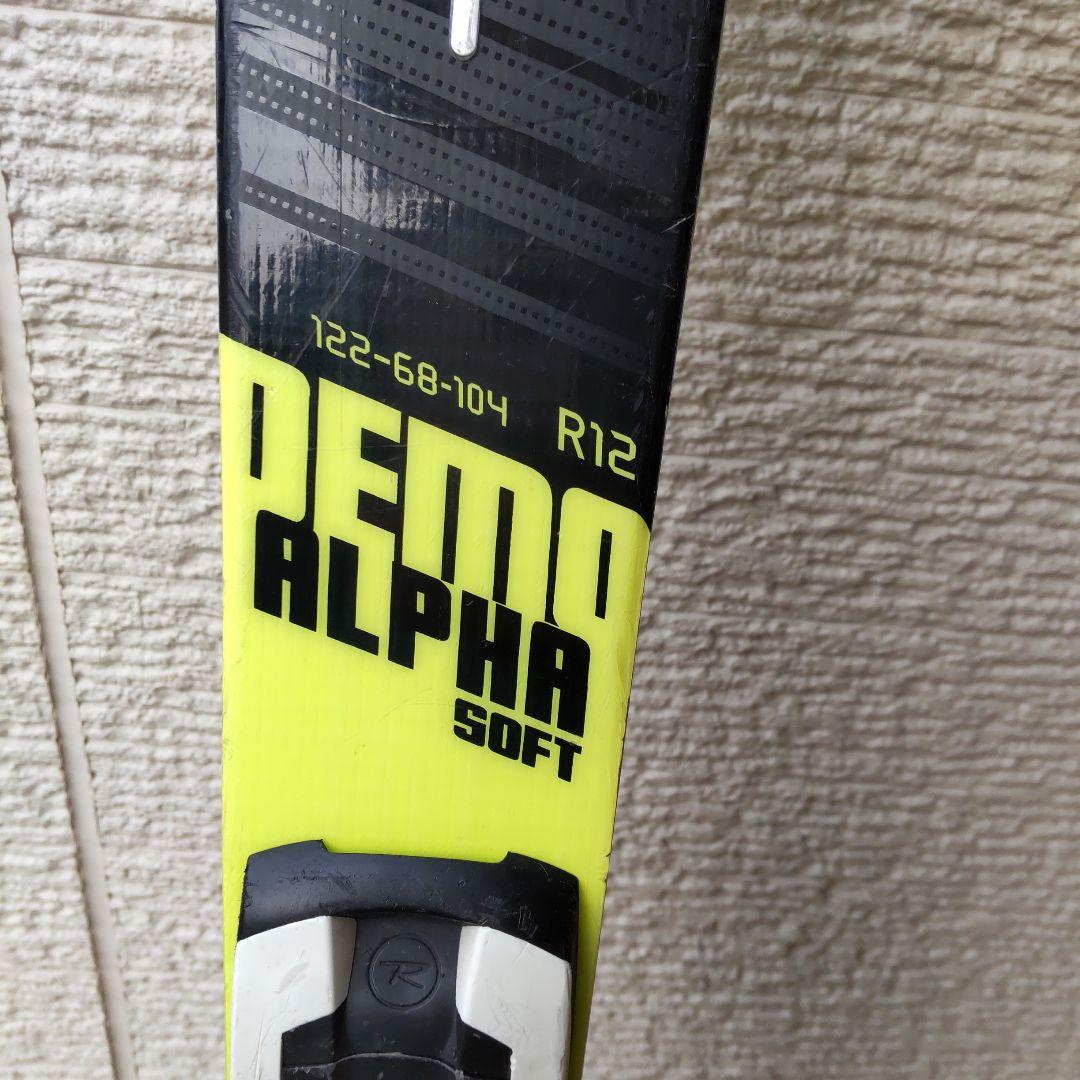 122-68-104 R12
DEMO
ALPHA
SOFT
R